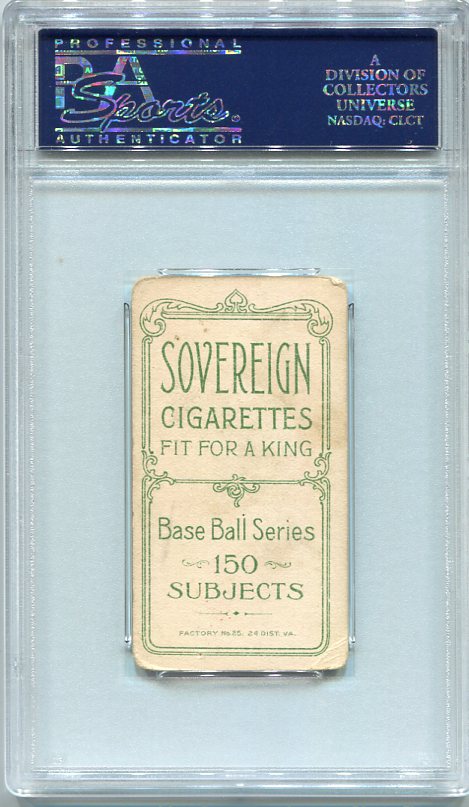 PROFESSIONAL
PSA
Sports.
AUTHENTICATOR
A
DIVISION OF
COLLECTORS
UNIVERSE
NASDAQ: CLCT
SOVEREIGN
CIGARETTES
FIT FOR A KING
Base Ball Series
150
SUBJECTS
FACTORY No. 25. 2d DIST. VA.